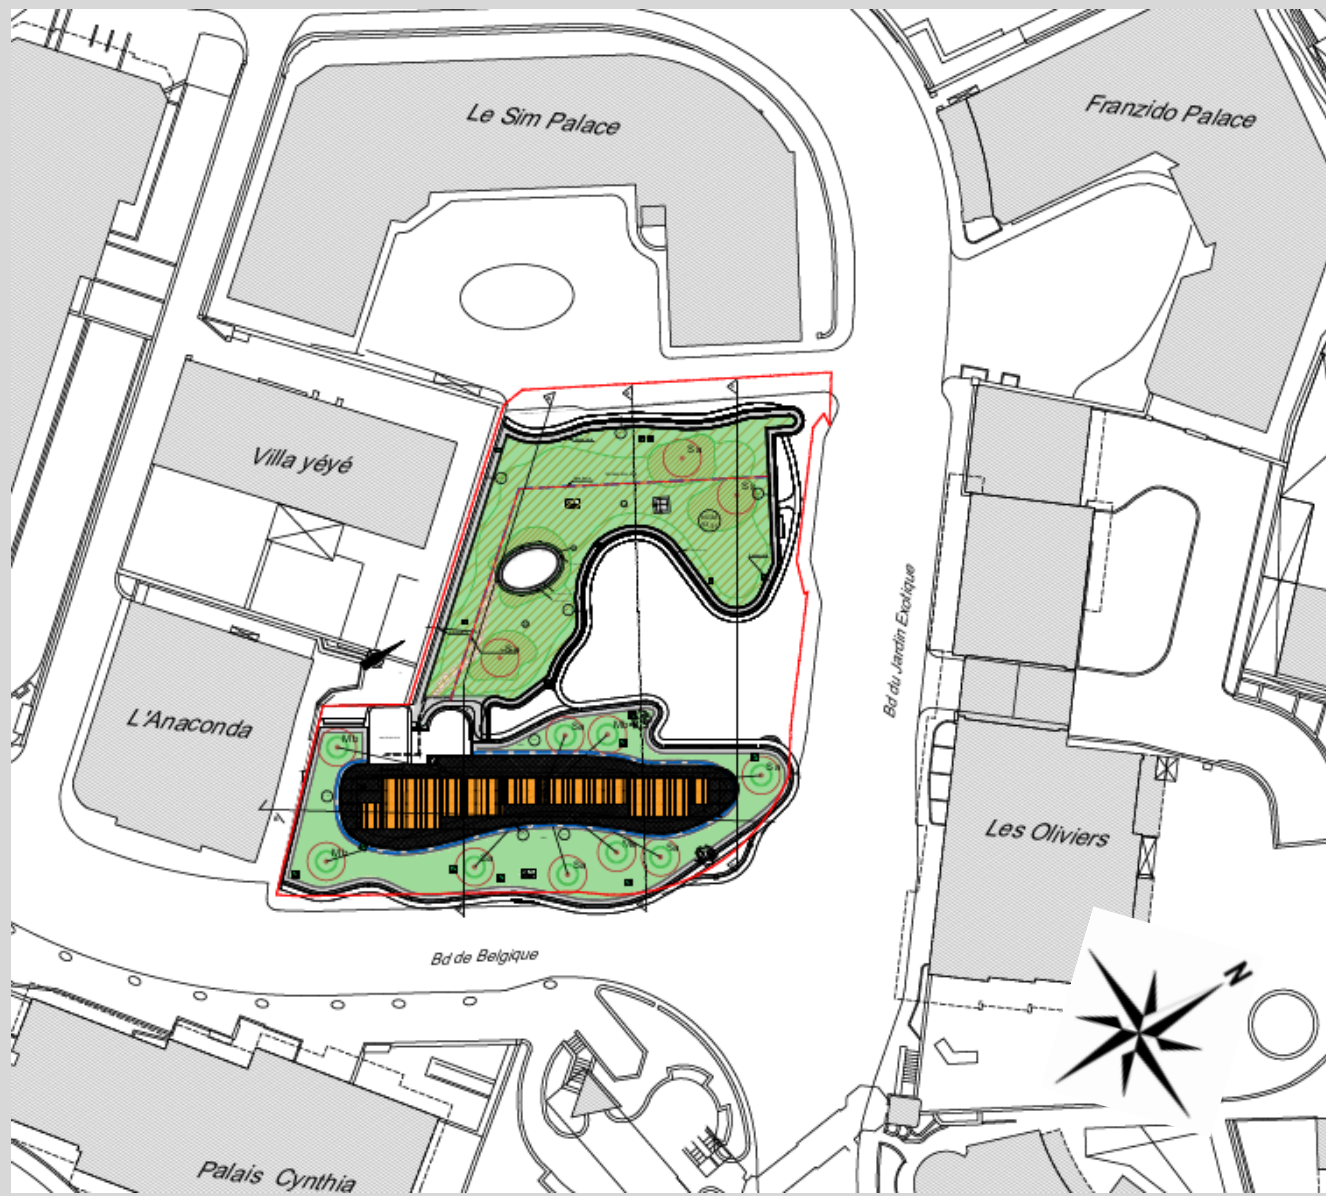 Le Sim Palace
Franzido Palace
Villa yéyé
Bd du Jardin Exotique
L'Anaconda
Les Oliviers
Bd de Belgique
N
Palais Cynthia